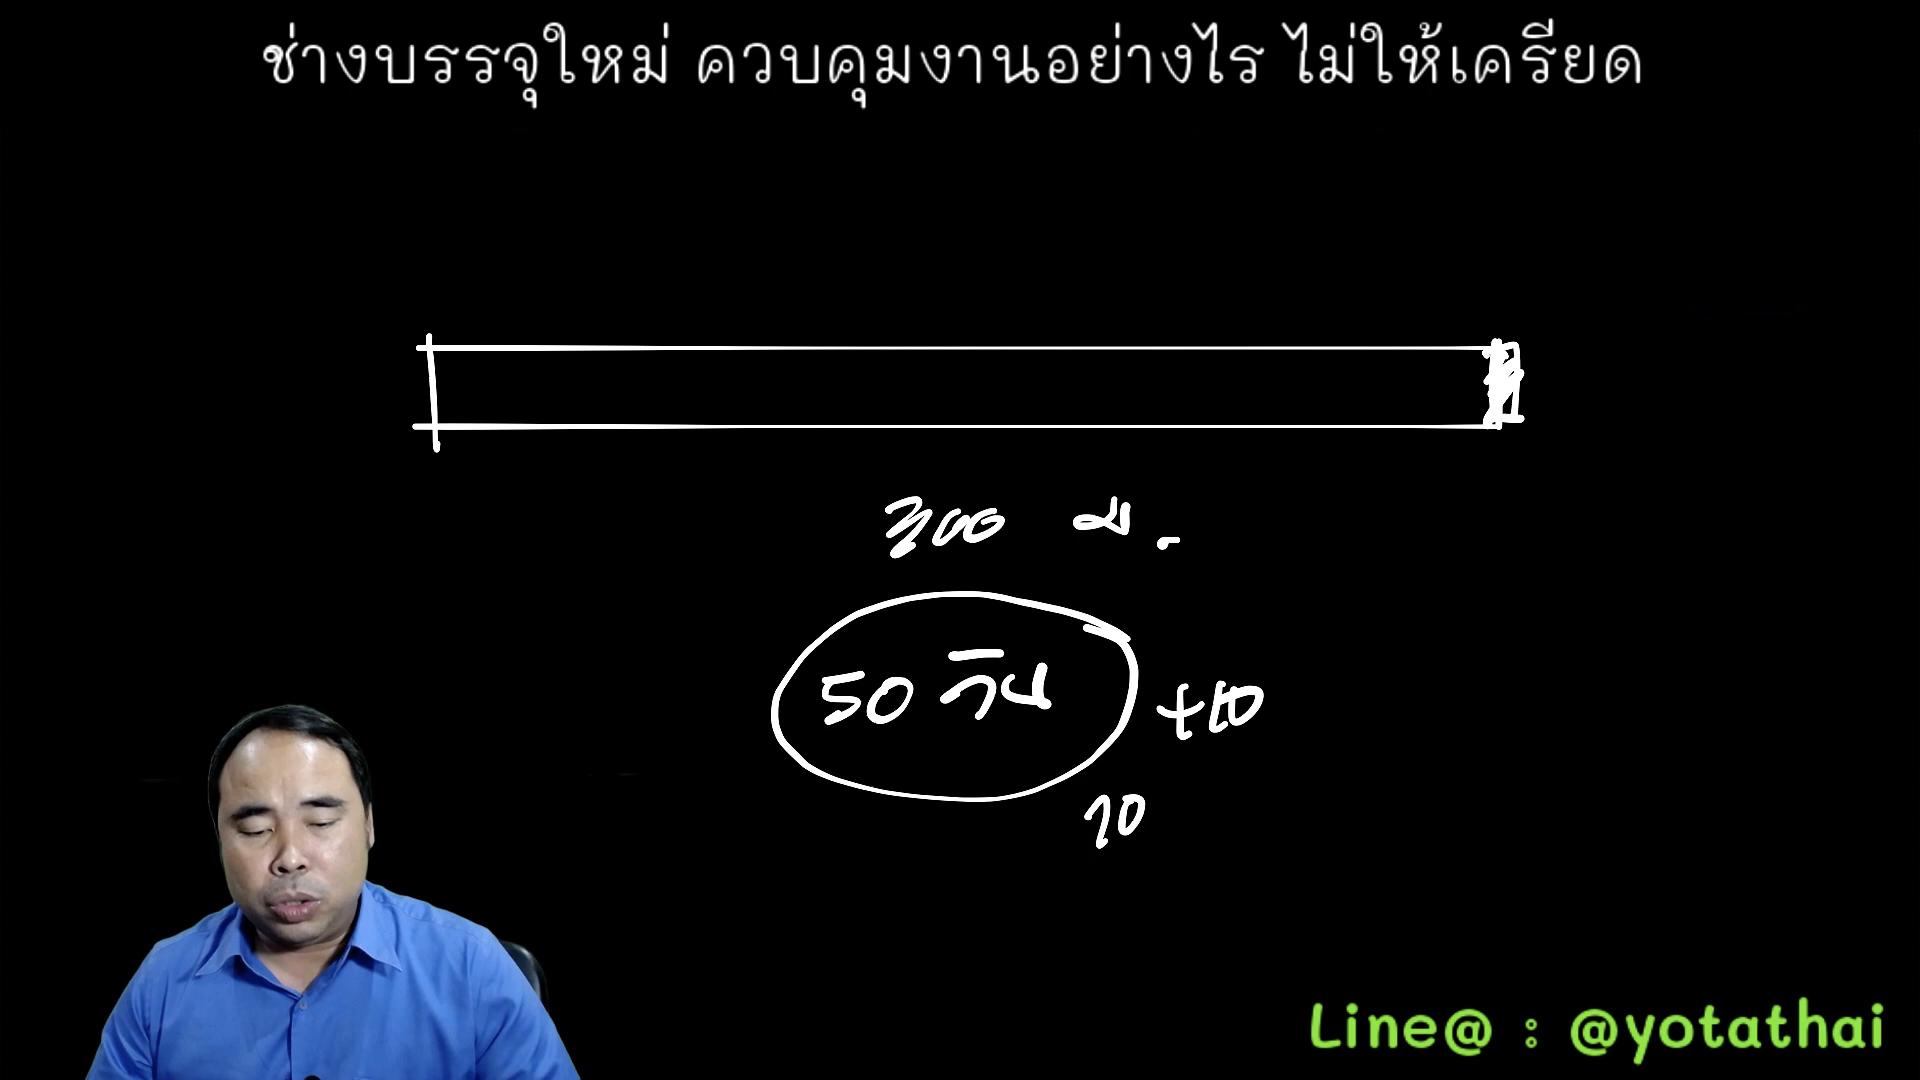 ช่างบรรจุใหม่ ควบคุมงานอย่างไร ไม่ให้เครียด
300 ม.
50 วัน +10
10
Line@ : @yotathai